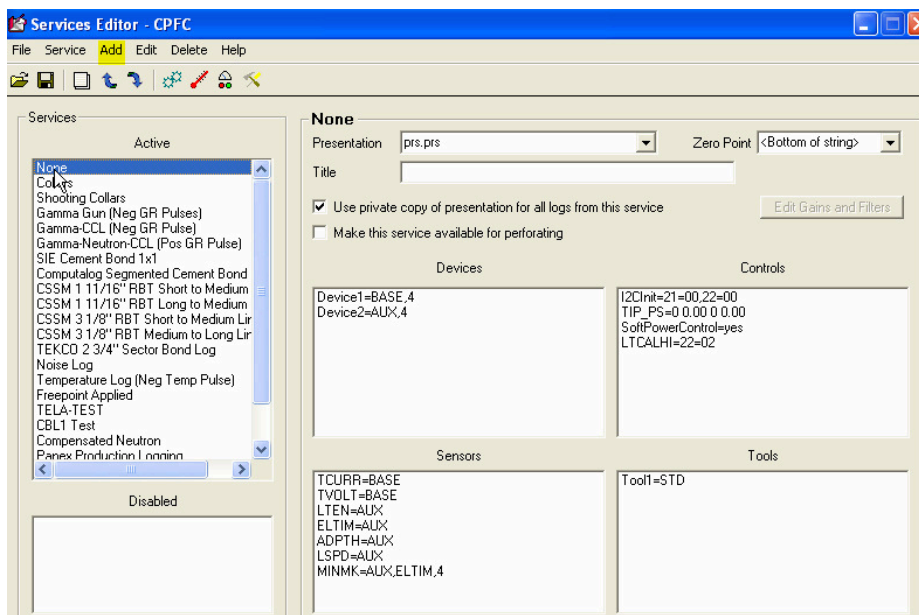 Services Editor - CPFC
File Service Add Edit Delete Help
Services
Active
None
Collars
Shooting Collars
Gamma Gun (Neg GR Pulses)
Gamma-CCL (Neg GR Pulse)
Gamma-Neutron-CCL (Pos GR Pulse)
SIE Cement Bond 1x1
Computalog Segmented Cement Bond
CSSM 1 11/16" RBT Short to Medium
CSSM 1 11/16" RBT Long to Medium
CSSM 3 1/8" RBT Short to Medium Lir
CSSM 3 1/8" RBT Medium to Long Lir
TEKCO 2 3/4" Sector Bond Log
Noise Log
Temperature Log (Neg Temp Pulse)
Freepoint Applied
TELA-TEST
CBL1 Test
Compensated Neutron
Panex Production Logging
Disabled
None
Presentation prs.prs Zero Point <Bottom of string>
Title
Use private copy of presentation for all logs from this service Edit Gains and Filters
Make this service available for perforating
Devices
Device1=BASE,4
Device2=AUX,4
Controls
I2CInit=21=00,22=00
TIP_PS=0 0.00 0 0.00
SoftPowerControl=yes
LTCALHI=22=02
Sensors
TCURR=BASE
TVOLT=BASE
LTEN=AUX
ELTIM=AUX
ADPTH=AUX
LSPD=AUX
MINMK=AUX,ELTIM,4
Tools
Tool1=STD